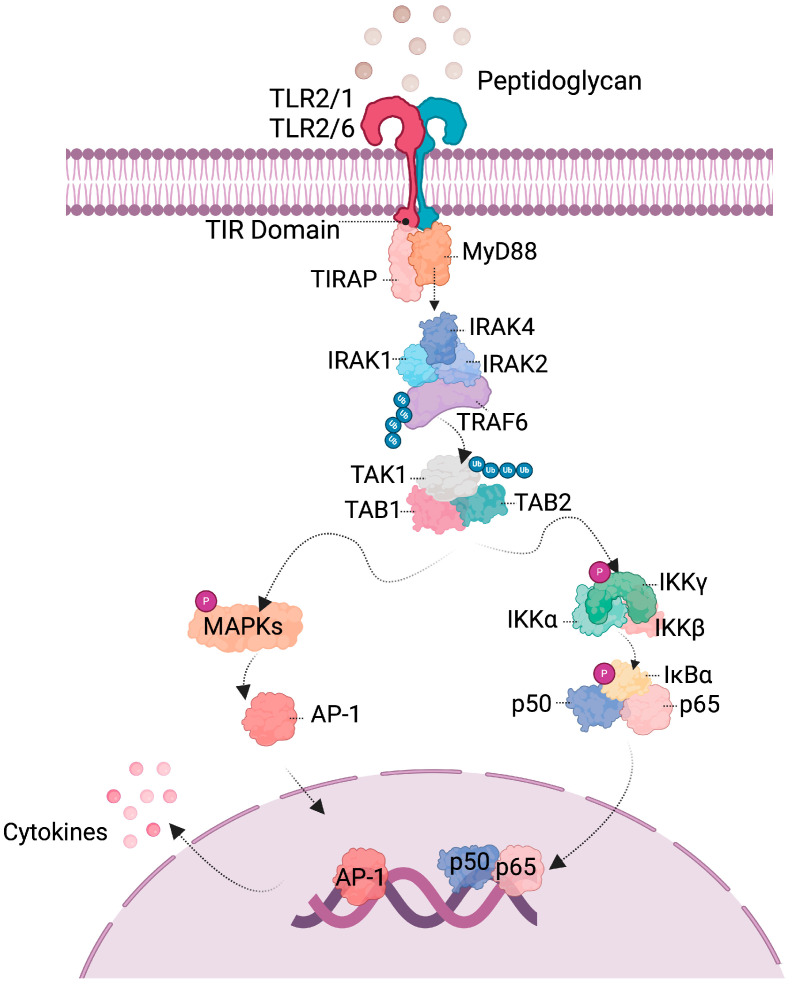 Peptidoglycan
TLR2/1
TLR2/6
TIR Domain
MyD88
TIRAP
IRAK4
IRAK1
IRAK2
Ub
Ub
Ub
Ub
TRAF6
TAK1
Ub
Ub
Ub
Ub
TAB1
TAB2
P
MAPKs
P
IKKγ
IKKα
IKKβ
P
IκBα
p50
p65
AP-1
Cytokines
AP-1
p50
p65